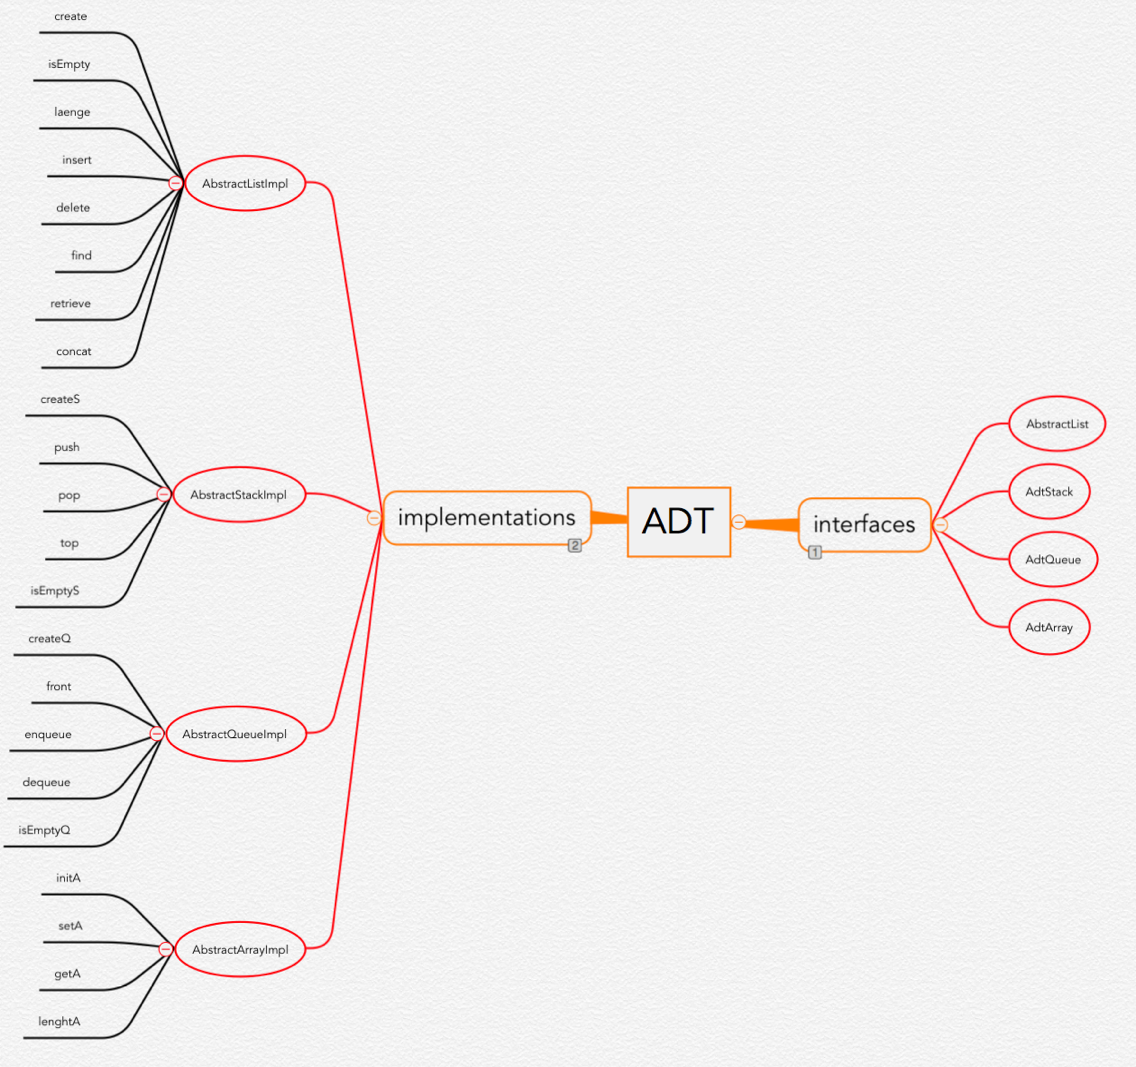 create
isEmpty
laenge
insert
delete
find
retrieve
concat
AbstractListImpl
createS
push
pop
top
isEmptyS
AbstractStackImpl
createQ
front
enqueue
dequeue
isEmptyQ
AbstractQueueImpl
initA
setA
getA
lenghtA
AbstractArrayImpl
implementations
2
ADT
interfaces
1
AbstractList
AdtStack
AdtQueue
AdtArray